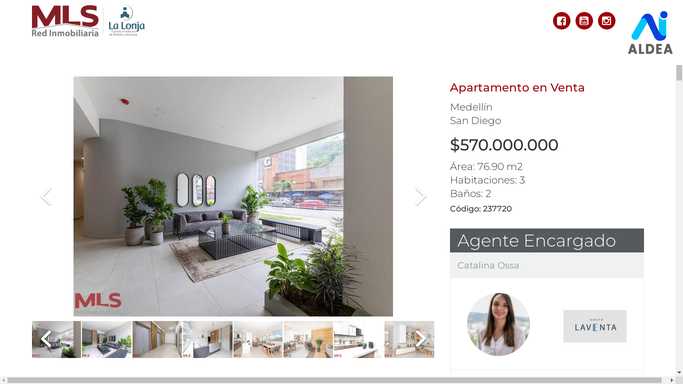 MLS
Red Inmobiliaria
La Lonja
ALDEA
Apartamento en Venta
Medellín
San Diego
$570.000.000
Área: 76.90 m2
Habitaciones: 3
Baños: 2
Código: 237720
Agente Encargado
Catalina Ossa
LAVENTA
MLS